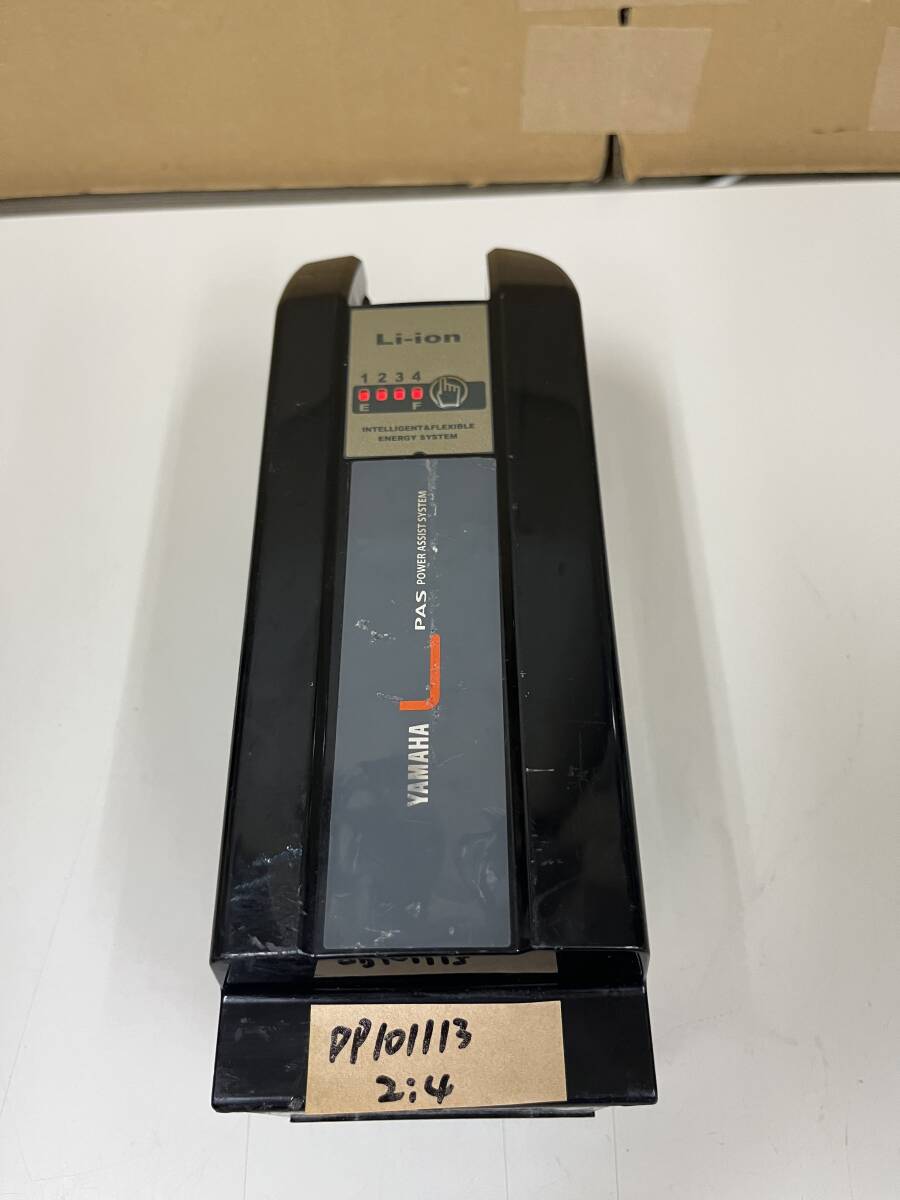 Li-ion
1 2 3 4
E F
INTELLIGENT&FLEXIBLE
ENERGY SYSTEM
YAMAHA PAS POWER ASSIST SYSTEM
DP101113
2:4